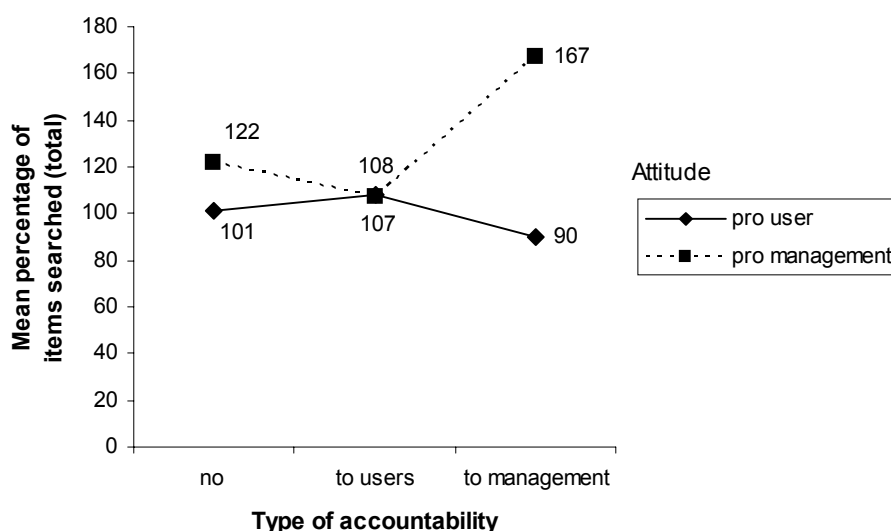 180
160
140
120
100
80
60
40
20
0
Mean percentage of
items searched (total)
122
101
108
107
167
90
no
to users
to management
Type of accountability
Attitude
pro user
pro management